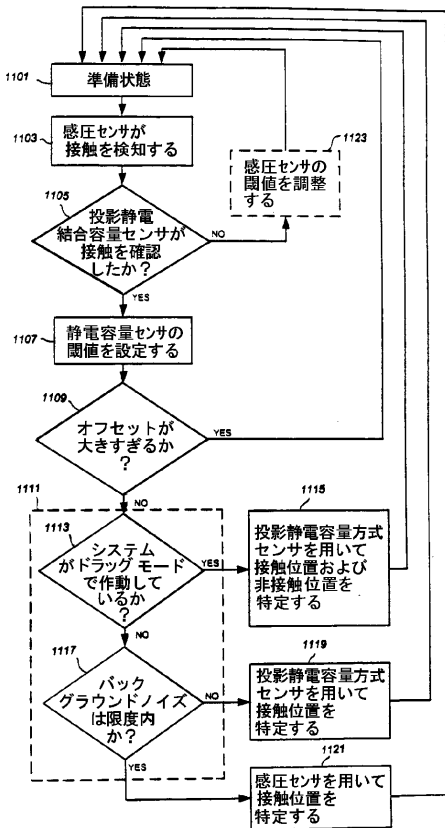 1101
準備状態
1103
感圧センサが
接触を検知する
1123
感圧センサの
閾値を調整
する
1105
投影静電
結合容量センサが
接触を確認
したか?
NO
YES
1107
静電容量センサの
閾値を設定する
1109
オフセットが
大きすぎるか
?
YES
NO
1111
1113
システム
がドラッグ モード
で作動して
いるか
?
YES
NO
1115
投影静電容量方式
センサを用いて
接触位置および
非接触位置を
特定する
1117
バック
グラウンドノイズ
は限度内
か?
NO
YES
1119
投影静電容量方式
センサを用いて
接触位置を
特定する
1121
感圧センサを用いて
接触位置を
特定する